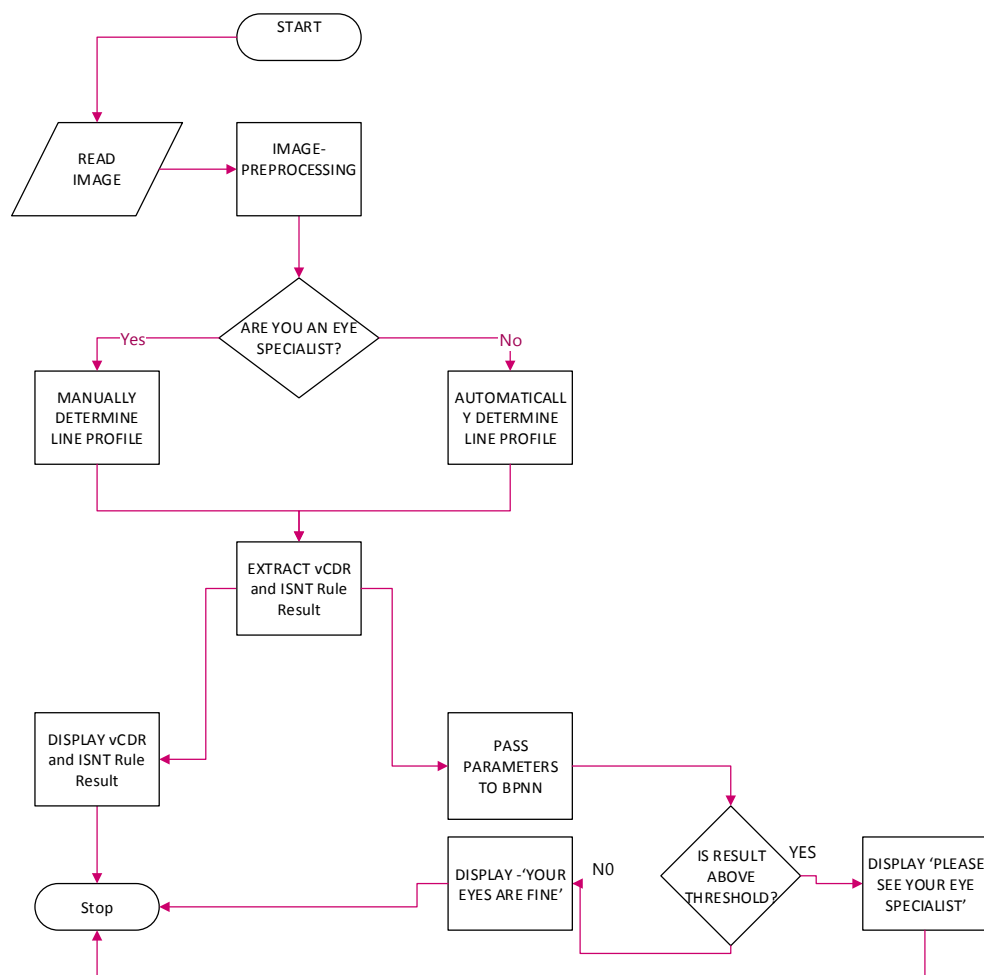 START
READ
IMAGE
IMAGE-
PREPROCESSING
ARE YOU AN EYE
SPECIALIST?
Yes
No
MANUALLY
DETERMINE
LINE PROFILE
AUTOMATICALL
Y DETERMINE
LINE PROFILE
EXTRACT vCDR
and ISNT Rule
Result
DISPLAY vCDR
and ISNT Rule
Result
PASS
PARAMETERS
TO BPNN
IS RESULT
ABOVE
THRESHOLD?
YES
N0
DISPLAY ‘PLEASE
SEE YOUR EYE
SPECIALIST’
DISPLAY -‘YOUR
EYES ARE FINE’
Stop